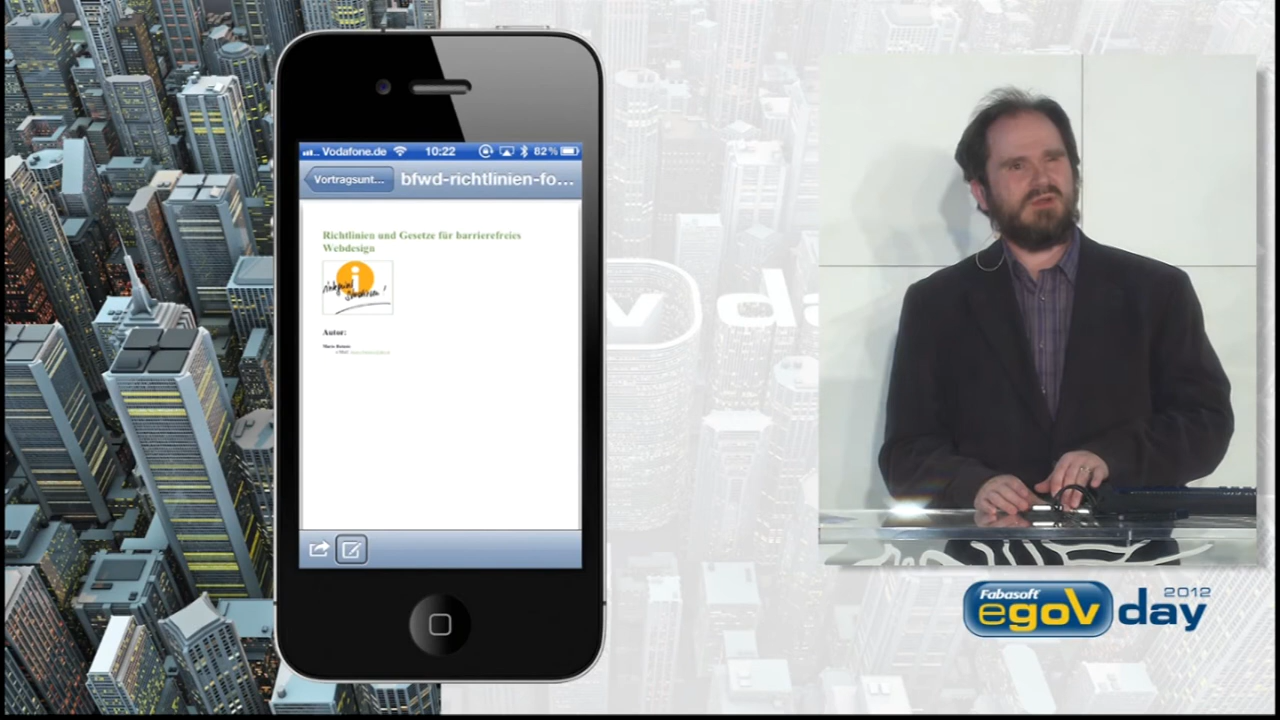 Vodafone.de 10:22 82%
Vortragsunt... bfwd-richtlinien-fo...
Richtlinien und Gesetze für barrierefreies
Webdesign
i
Autor:
v da
Fabasoft
egov day 2012